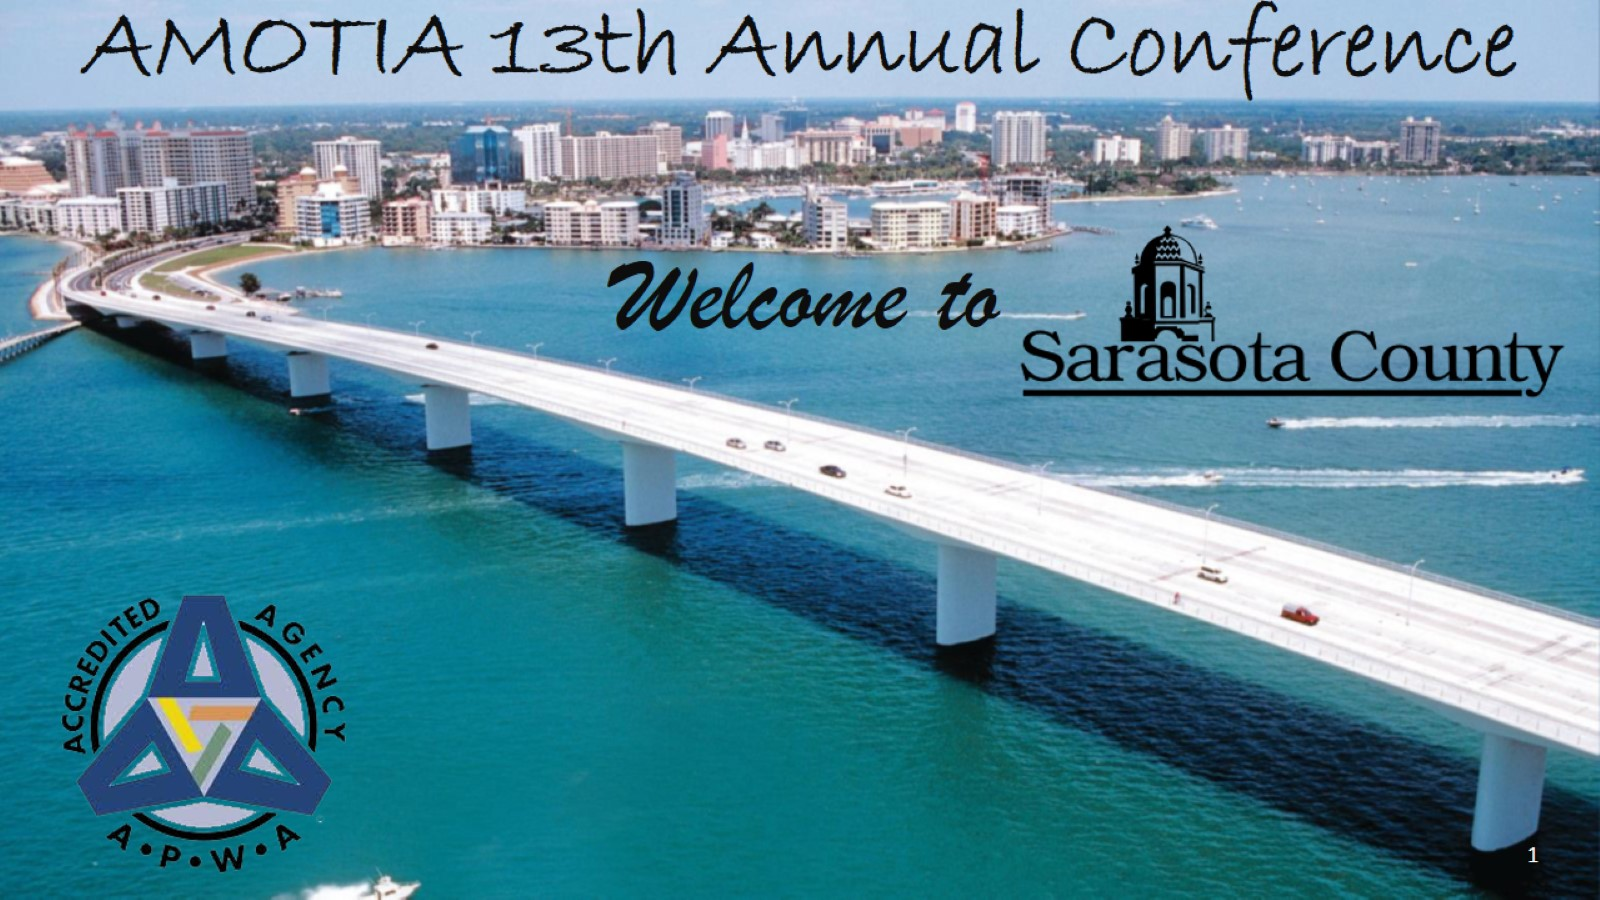 AMOTIA 13th Annual Conference
Welcome to
Sarasota County
ACCREDITED AGENCY
A•P•W•A
1